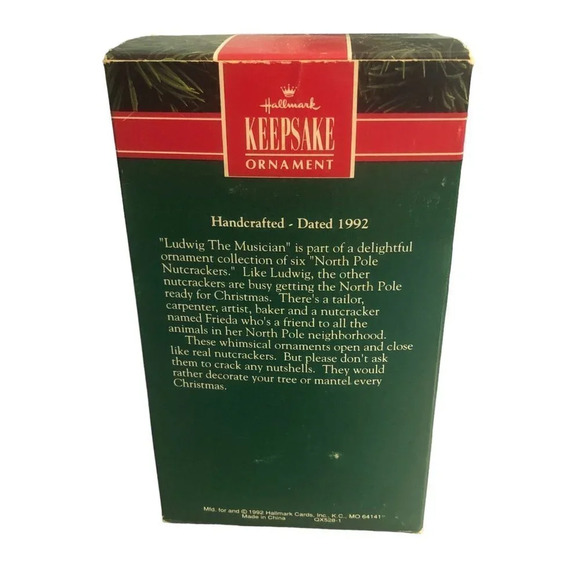 Hallmark
KEEPSAKE
ORNAMENT
Handcrafted - Dated 1992
"Ludwig The Musician" is part of a delightful
ornament collection of six "North Pole
Nutcrackers." Like Ludwig, the other
nutcrackers are busy getting the North Pole
ready for Christmas. There's a tailor,
carpenter, artist, baker and a nutcracker
named Frieda who's a friend to all the
animals in her North Pole neighborhood.
These whimsical ornaments open and close
like real nutcrackers. But please don't ask
them to crack any nutshells. They would
rather decorate your tree or mantel every
Christmas.
Mfd. for and © 1992 Hallmark Cards, Inc., K.C., MO 64141
Made in China QX528-1